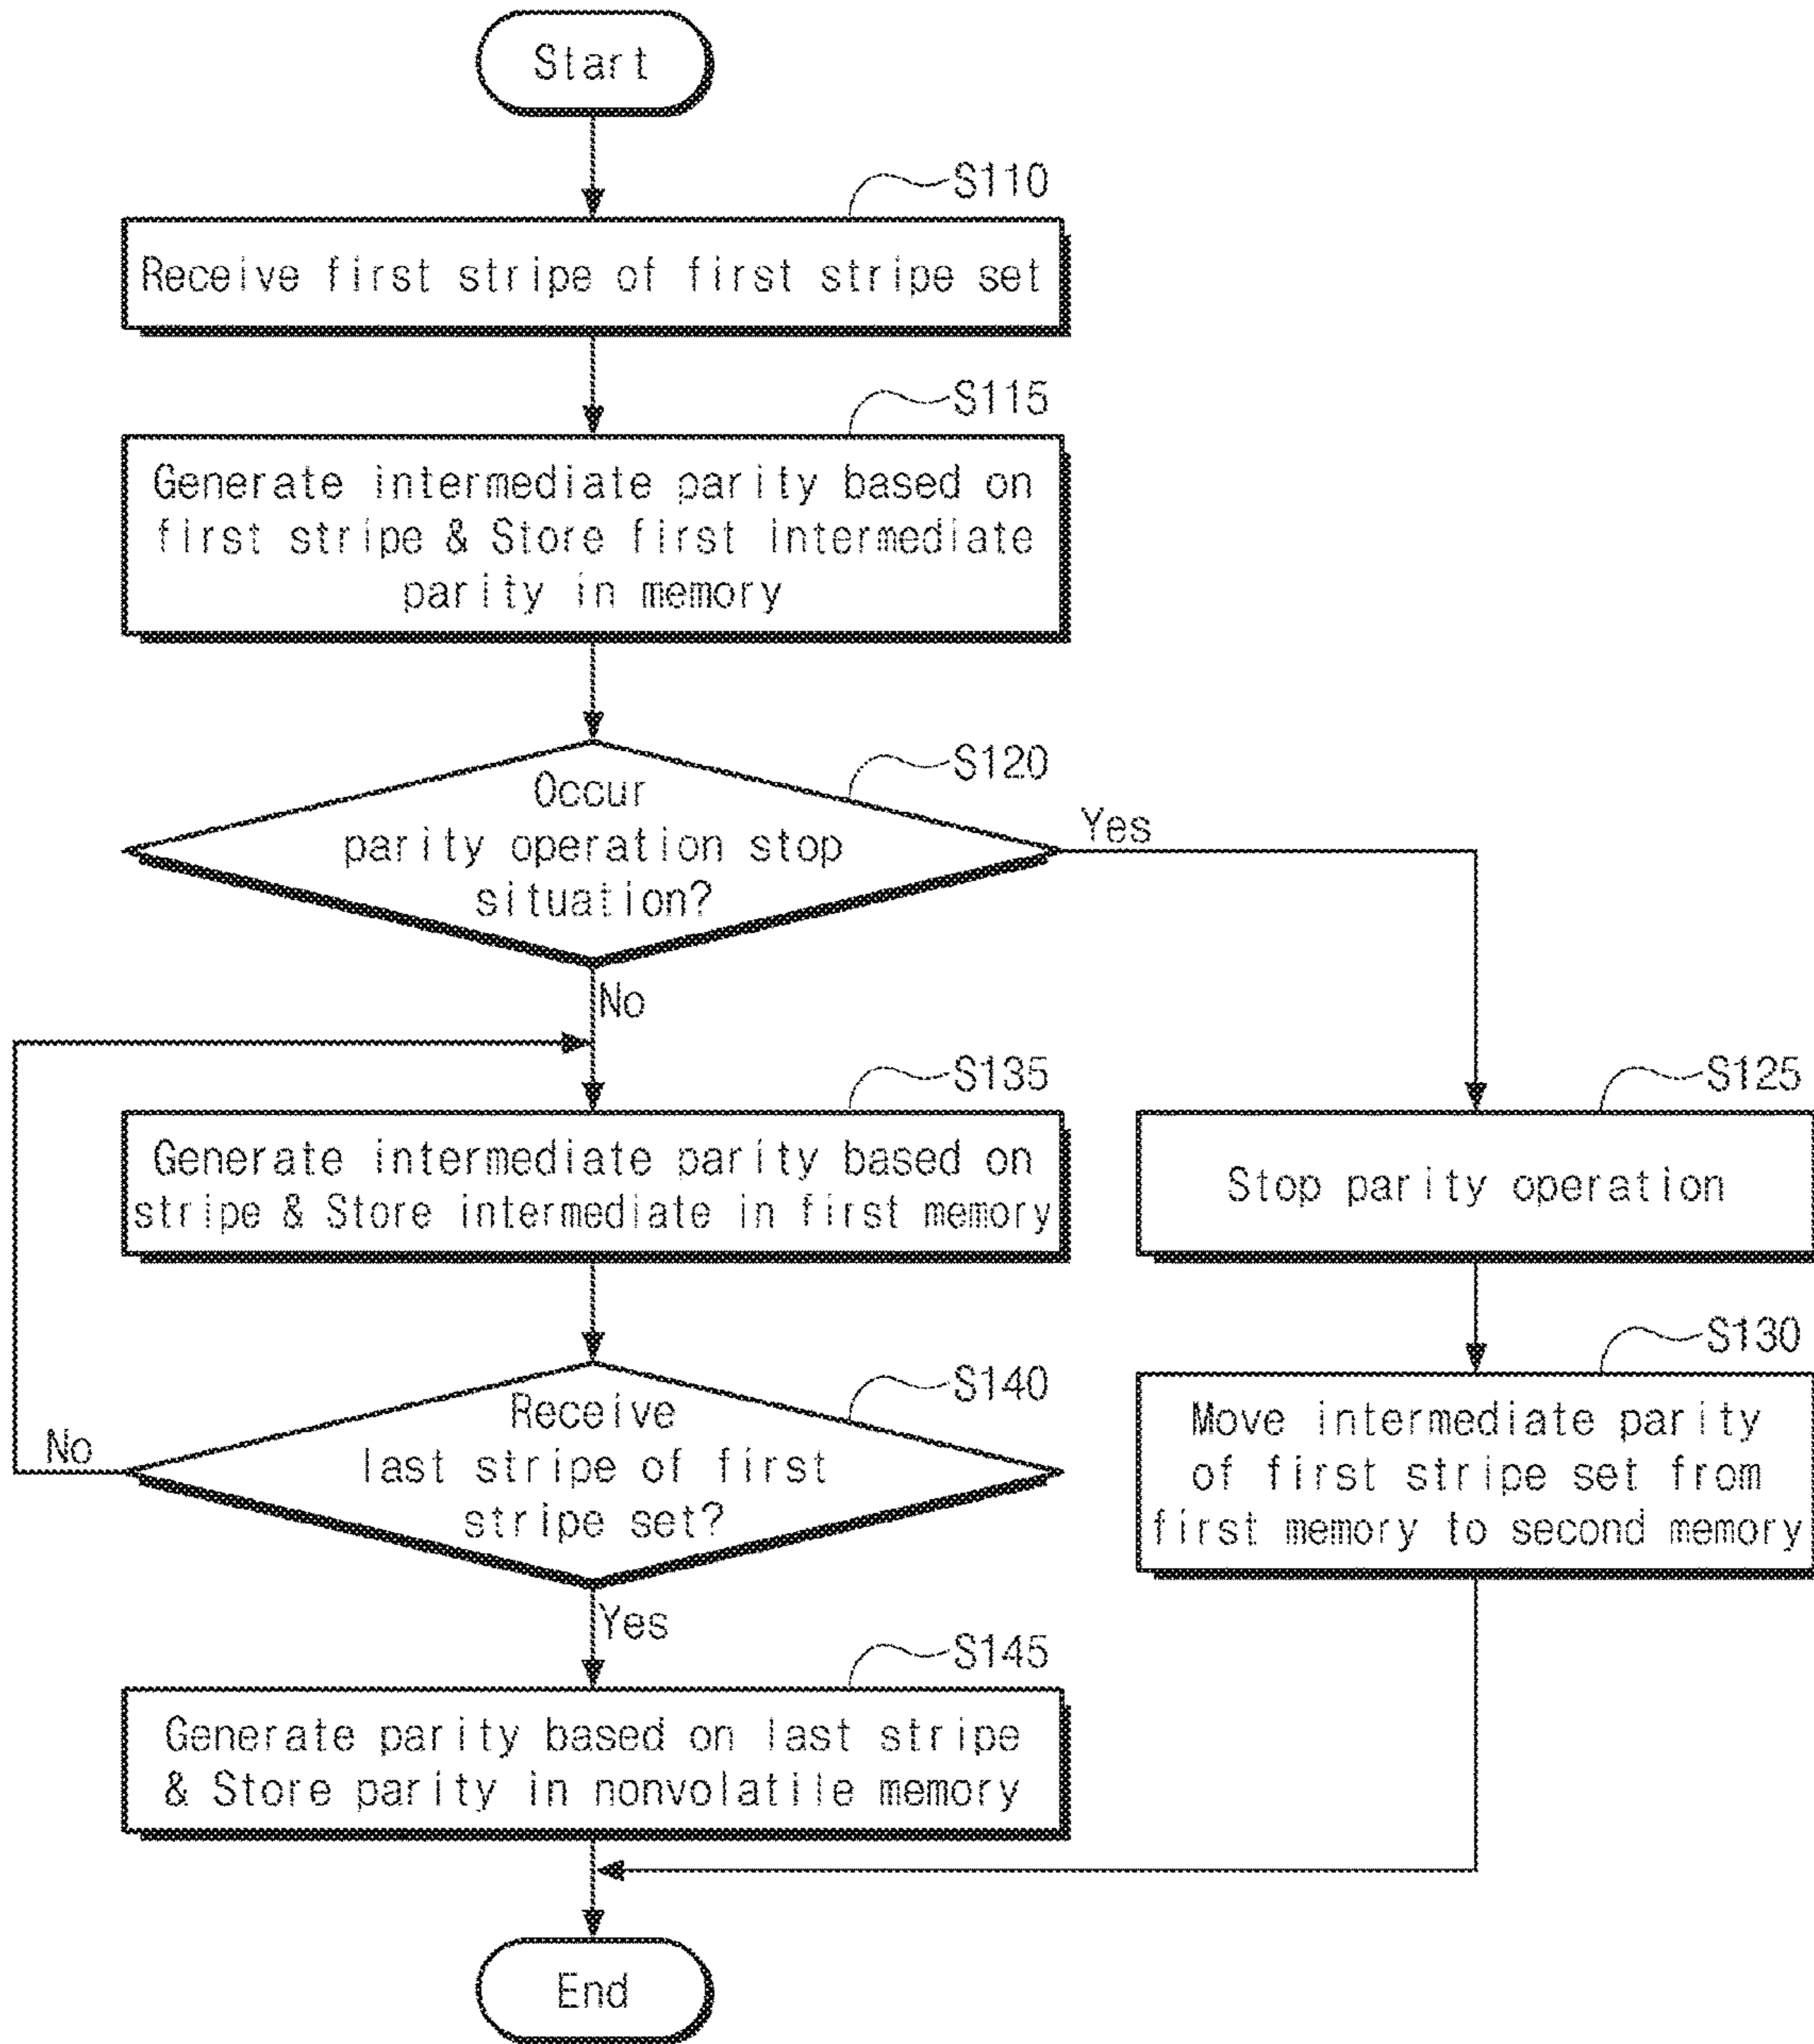 Start
S110
Receive first stripe of first stripe set
S115
Generate intermediate parity based on
first stripe & Store first intermediate
parity in memory
S120
Occur
parity operation stop
situation?
Yes
No
S135
Generate intermediate parity based on
stripe & Store intermediate in first memory
S125
Stop parity operation
S140
Receive
last stripe of first
stripe set?
No
Yes
S130
Move intermediate parity
of first stripe set from
first memory to second memory
S145
Generate parity based on last stripe
& Store parity in nonvolatile memory
End